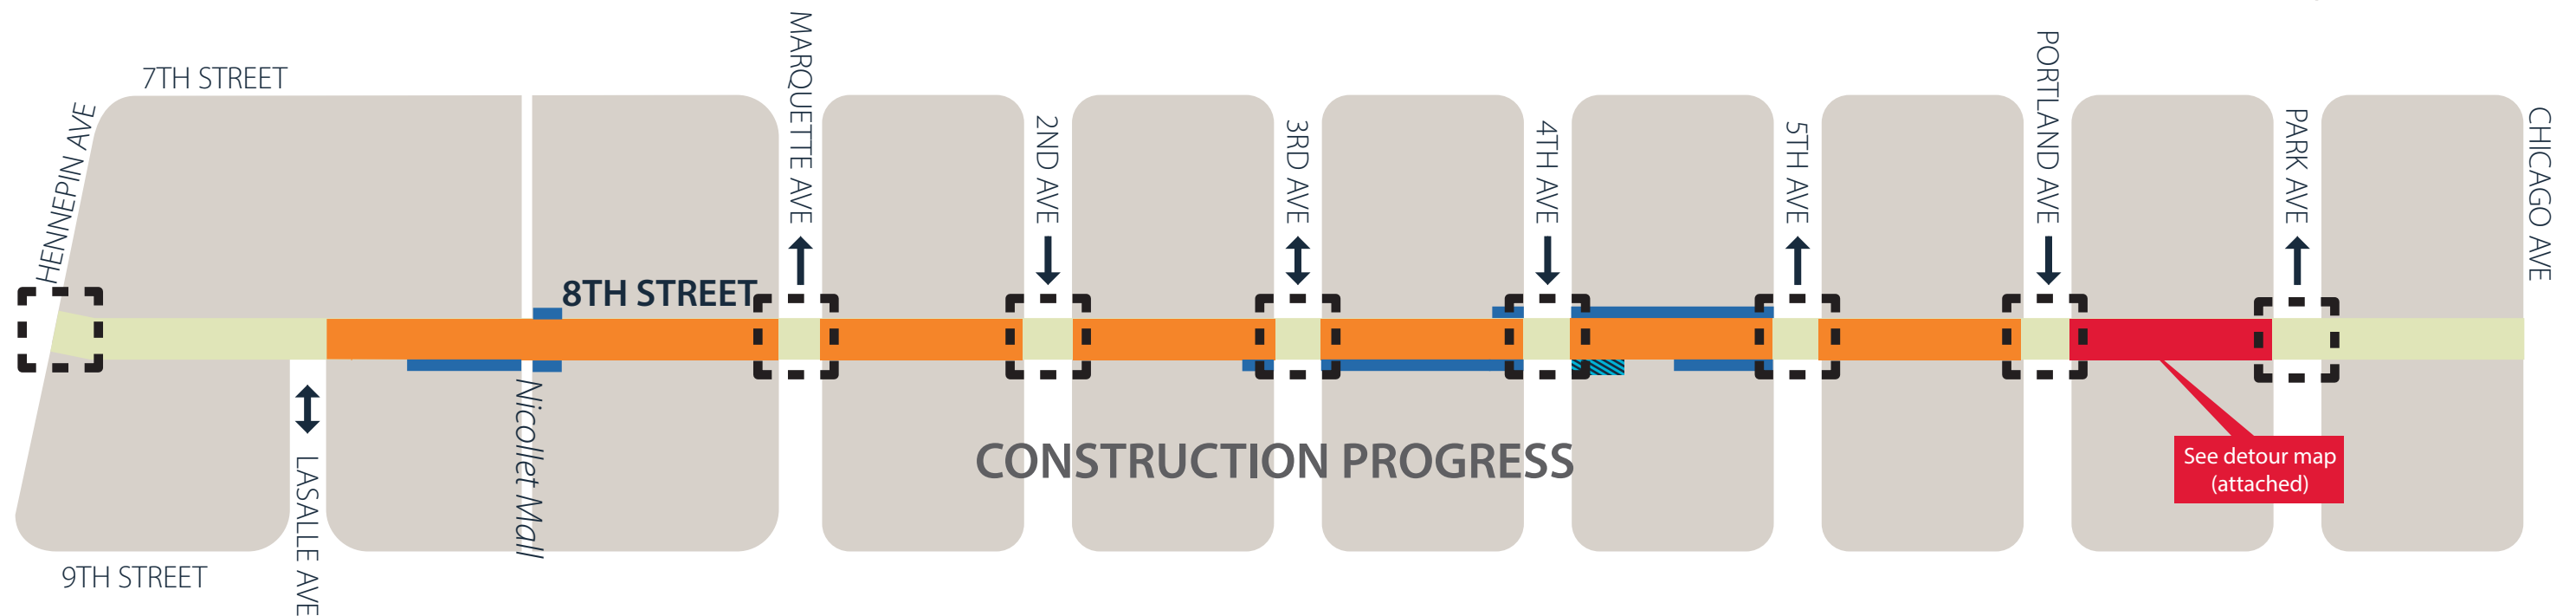 7TH STREET
HENNEPIN AVE
MARQUETTE AVE
2ND AVE
3RD AVE
4TH AVE
5TH AVE
PORTLAND AVE
PARK AVE
CHICAGO AVE
8TH STREET
Nicollet Mall
LASALLE AVE
CONSTRUCTION PROGRESS
See detour map
(attached)
9TH STREET